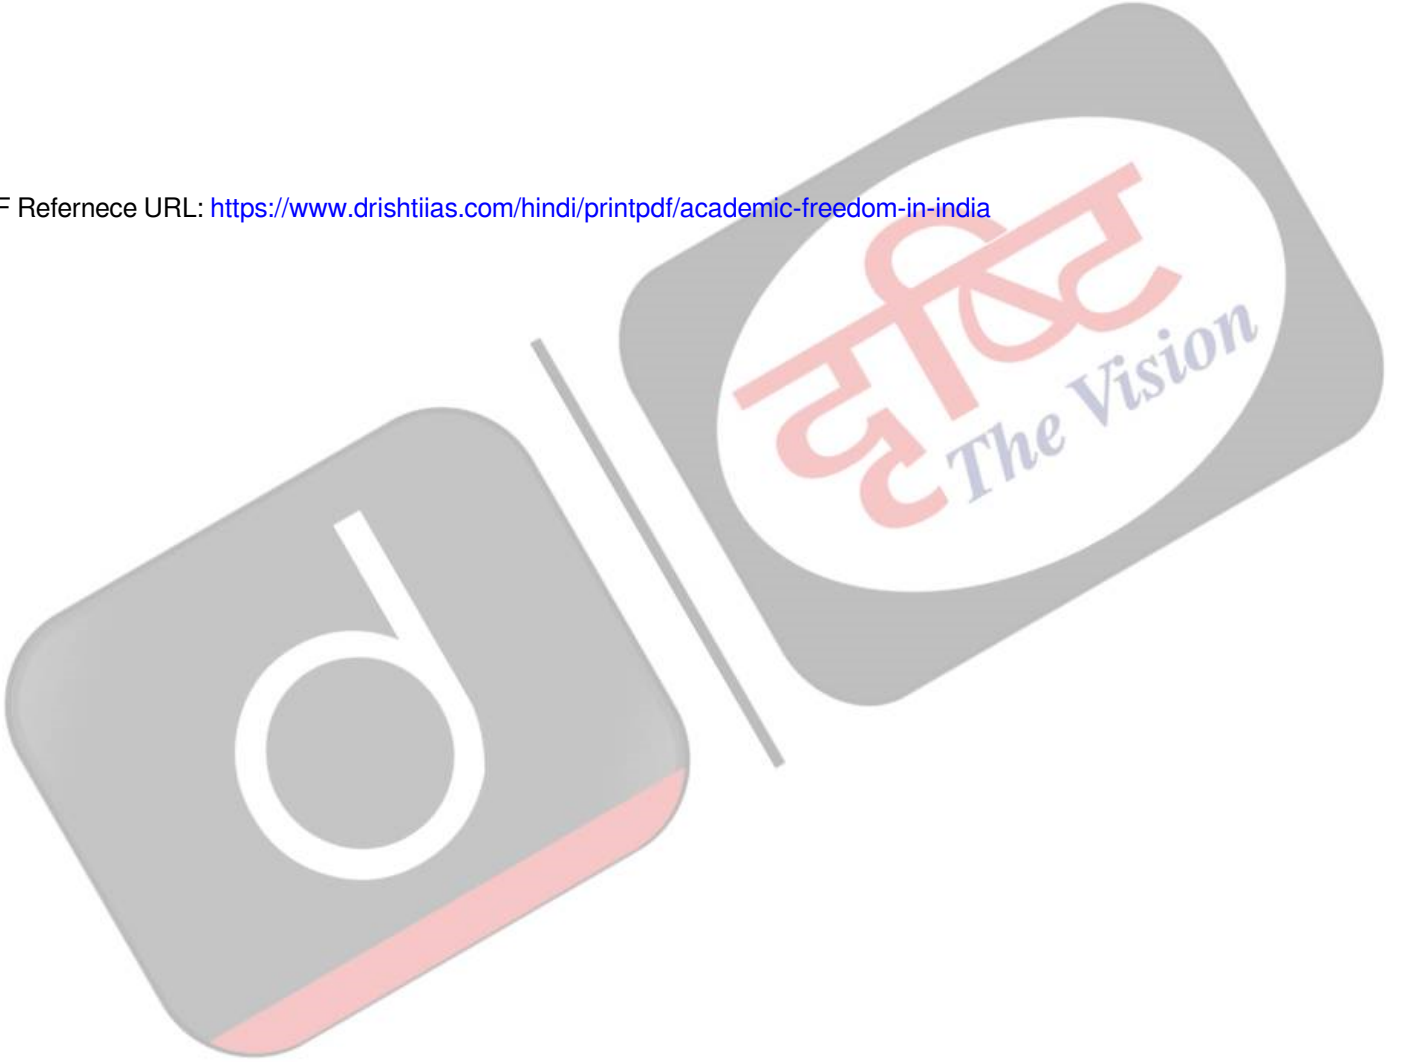 F Refernece URL: https://www.drishtiias.com/hindi/printpdf/academic-freedom-in-india
दृष्टि
The Vision
d